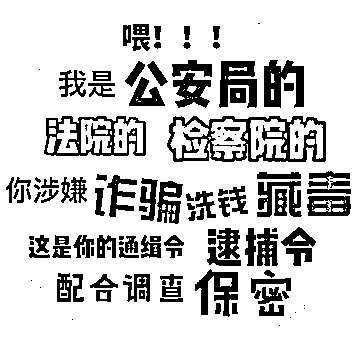 喂！！！
我是公安局的
法院的 检察院的
你涉嫌诈骗洗钱藏毒
这是你的通缉令 逮捕令
配合调查保密